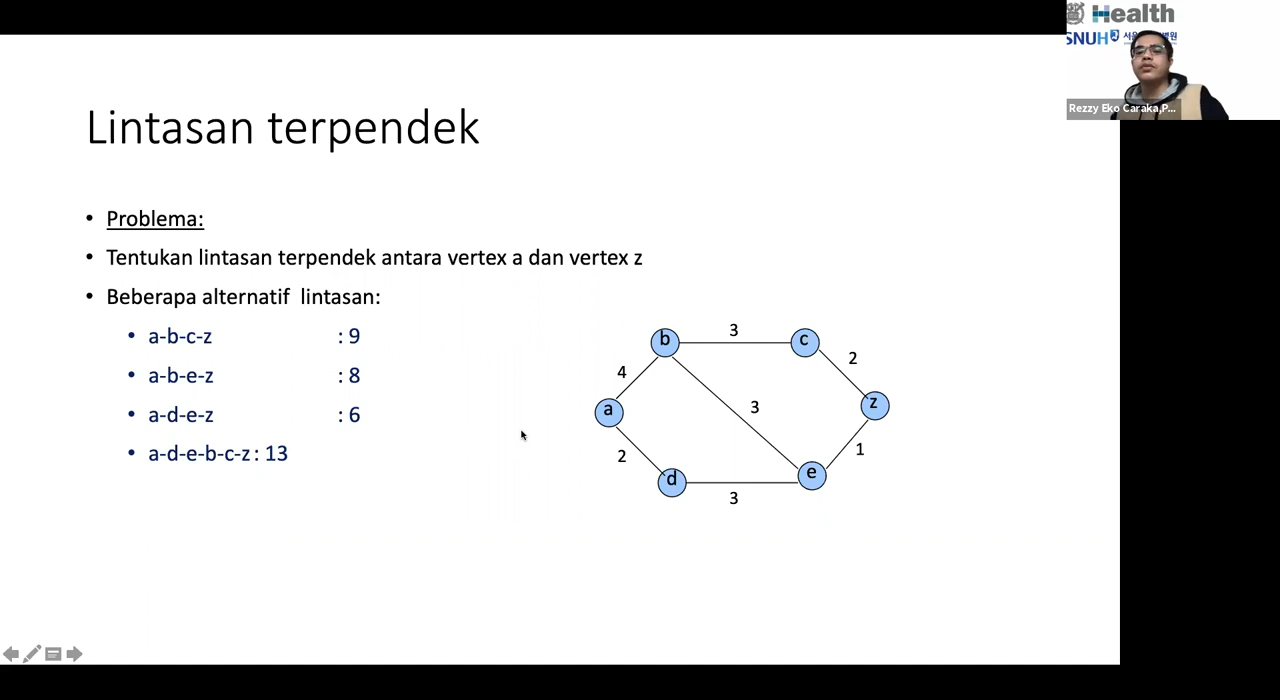 Health
SNUH
Rezzy Eko Caraka,P...
Lintasan terpendek
• Problema:
• Tentukan lintasan terpendek antara vertex a dan vertex z
• Beberapa alternatif lintasan:
• a-b-c-z : 9
• a-b-e-z : 8
• a-d-e-z : 6
• a-d-e-b-c-z : 13
3
b c
2
4
3
a z
2 1
d e
3